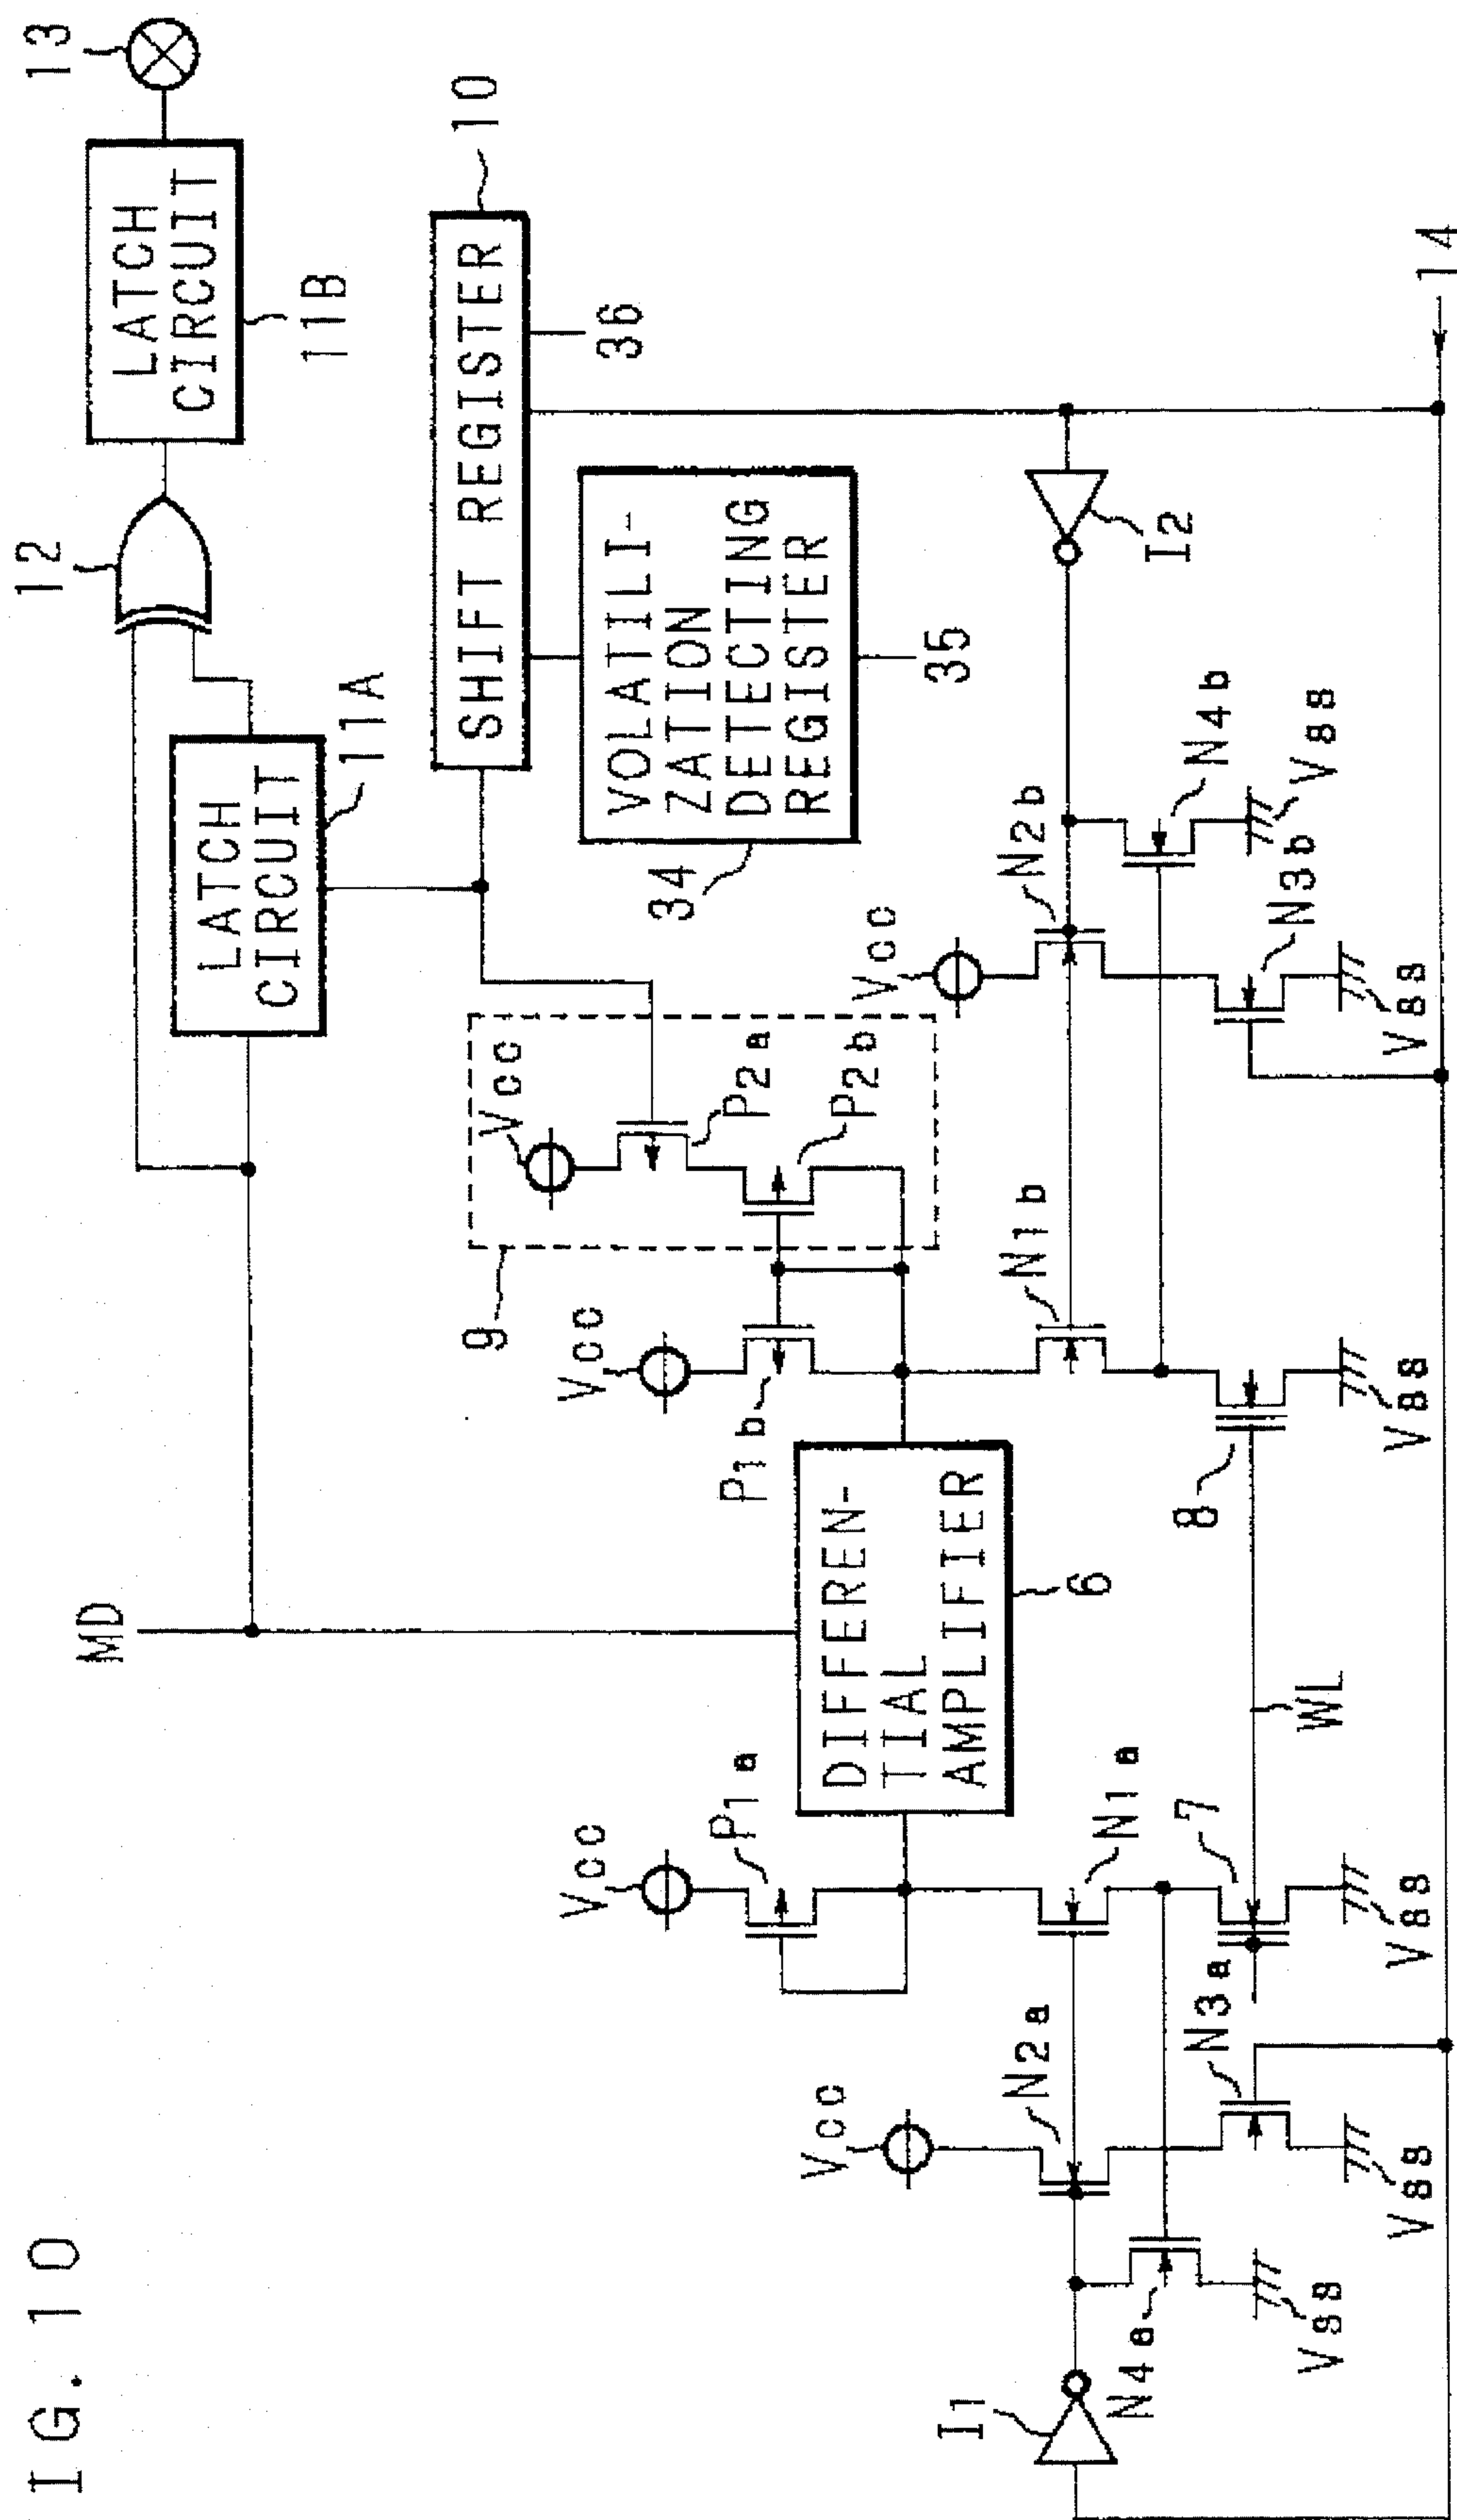 IG. 10
MD
12
LATCH
CIRCUIT
11B
13
LATCH
CIRCUIT
11A
SHIFT REGISTER
10
36
VOLATILI-
ZATION
DETECTING
REGISTER
34
35
9
Vcc
P2a
P2b
Vcc
P1b
Vcc
P1a
DIFFEREN-
TIAL
AMPLIFIER
6
Vcc
N2a
N1a
N1b
Vcc
N2b
I2
I1
N4a
VSS
N3a
VSS
7
VSS
WL
8
VSS
N3b
VSS
N4b
VSS
14